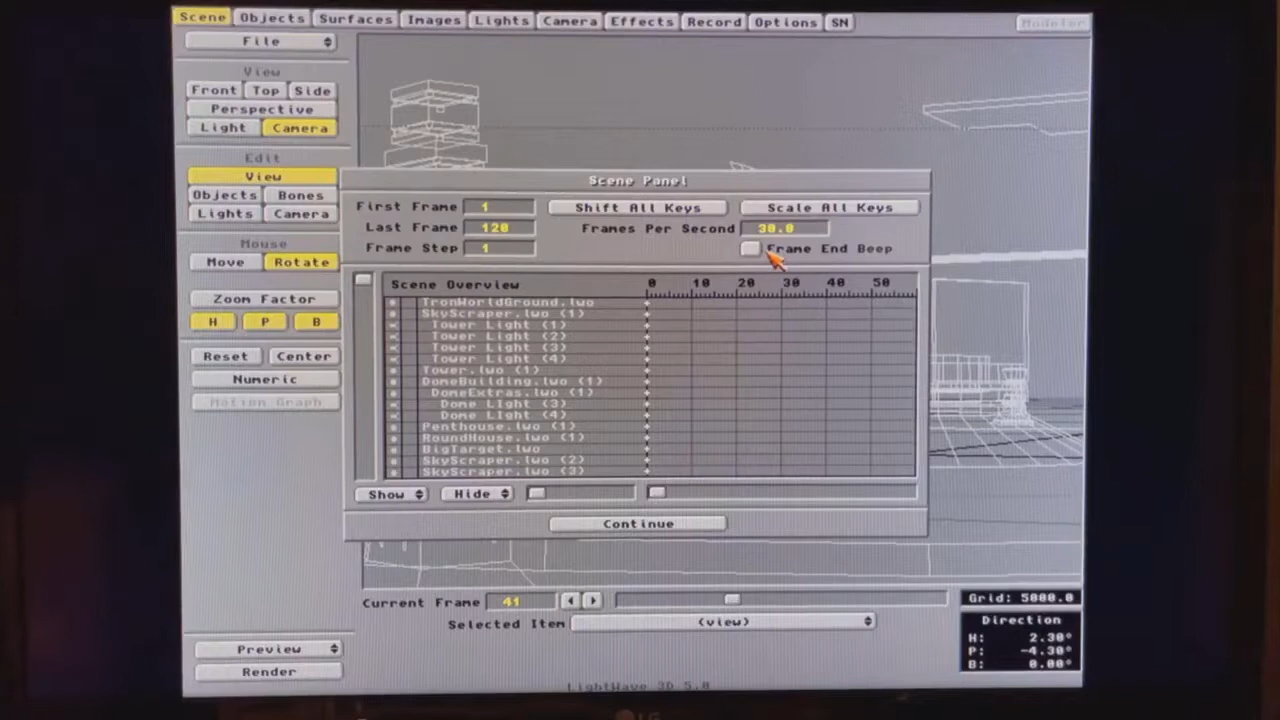 Scene Objects Surfaces Images Lights Camera Effects Record Options SN Modeler
File
View
Front Top Side
Perspective
Light Camera
Edit
View
Objects Bones
Lights Camera
Mouse
Move Rotate
Zoom Factor
H P B
Reset Center
Numeric
Motion Graph
Scene Panel
First Frame 1 Shift All Keys Scale All Keys
Last Frame 120 Frames Per Second 30.0
Frame Step 1 Frame End Beep
Scene Overview 0 10 20 30 40 50
TronWorldGround.lwo
SkyScraper.lwo (1)
Tower Light (1)
Tower Light (2)
Tower Light (3)
Tower Light (4)
Tower.lwo (1)
DomeBuilding.lwo (1)
DomeExtras.lwo (1)
Dome LIght (3)
Dome LIght (4)
Penthouse.lwo (1)
RoundHouse.lwo (1)
BigTarget.lwo
SkyScraper.lwo (2)
SkyScraper.lwo (3)
Show Hide
Continue
Current Frame 41
Selected Item (view)
Grid: 5000.0
Direction
H: 2.30°
P: -4.30°
B: 0.00°
Preview
Render
LightWave 3D 5.0
LG